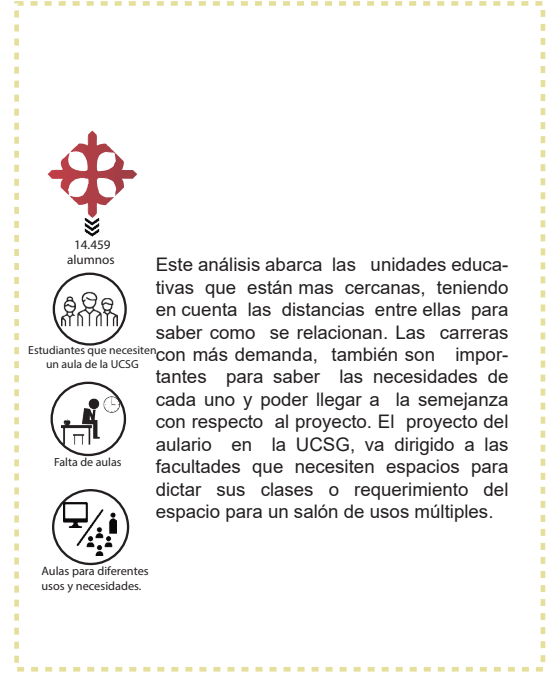 14.459
alumnos
Estudiantes que necesiten
un aula de la UCSG
Falta de aulas
Aulas para diferentes
usos y necesidades.
Este análisis abarca las unidades educa-
tivas que están mas cercanas, teniendo
en cuenta las distancias entre ellas para
saber como se relacionan. Las carreras
con más demanda, también son impor-
tantes para saber las necesidades de
cada uno y poder llegar a la semejanza
con respecto al proyecto. El proyecto del
aulario en la UCSG, va dirigido a las
facultades que necesiten espacios para
dictar sus clases o requerimiento del
espacio para un salón de usos múltiples.